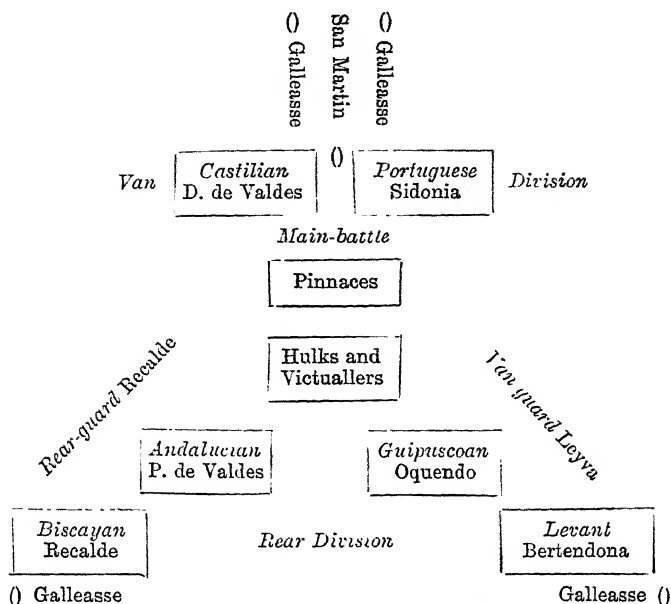 () Galleasse
San Martin ()
() Galleasse
Van
Castilian
D. de Valdes
Portuguese
Sidonia
Division
Main-battle
Pinnaces
Hulks and
Victuallers
Rear-guard Recalde
Van guard Leyva
Andalucian
P. de Valdes
Guipuscoan
Oquendo
Biscayan
Recalde
Rear Division
Levant
Bertendona
() Galleasse
Galleasse ()